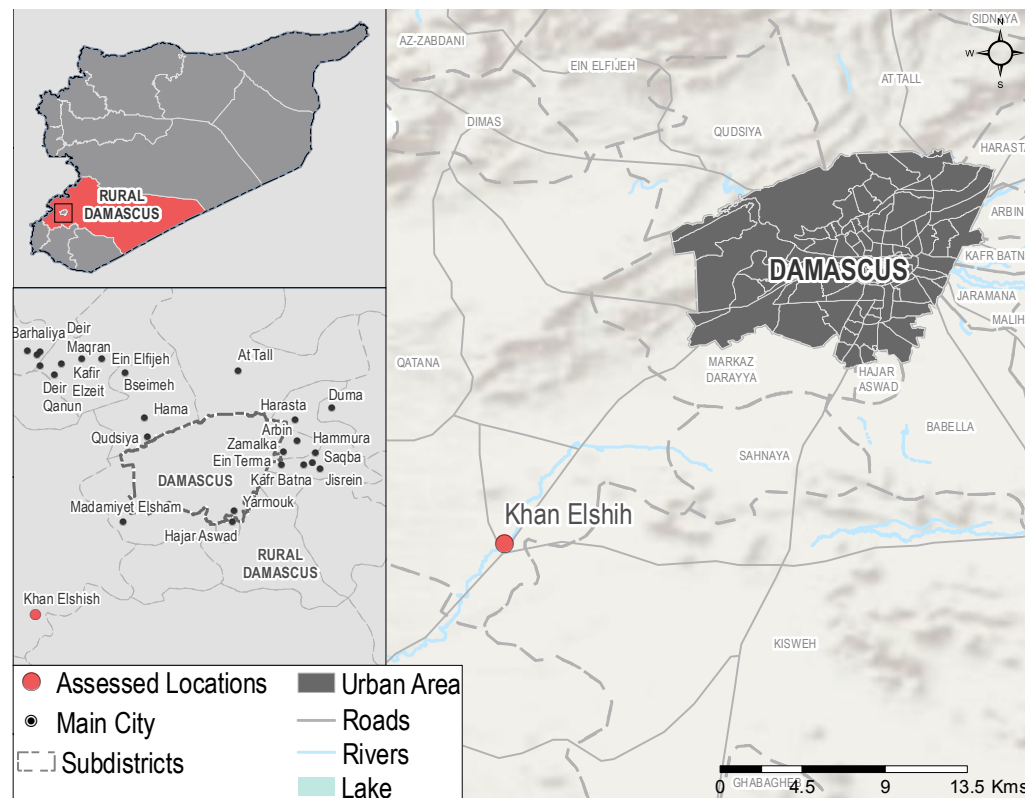 RURAL
DAMASCUS
Barhaliya
Deir
Maqran
Kafir
Elzeit
Ein Elfijeh
Bseimeh
Deir
Qanun
At Tall
Duma
Hama
Harasta
Qudsiya
Arbin
Zamalka
Hammura
Ein Terma
Saqba
Kafr Batna
Jisrein
DAMASCUS
Madamiyet Elsham
Yarmouk
Hajar Aswad
RURAL
DAMASCUS
Khan Elshish
Assessed Locations
Main City
Subdistricts
Urban Area
Roads
Rivers
Lake
SIDNAYA
N
W
S
AZ-ZABDANI
EIN ELFIJEH
AT TALL
DIMAS
QUDSIYA
HARASTA
ARBIN
DAMASCUS
KAFR BATN
JARAMANA
MALIH
QATANA
MARKAZ
DARAYYA
HAJAR
ASWAD
BABELLA
SAHNAYA
Khan Elshih
KISWEH
GHABAGHEB
0 4.5 9 13.5 Kms